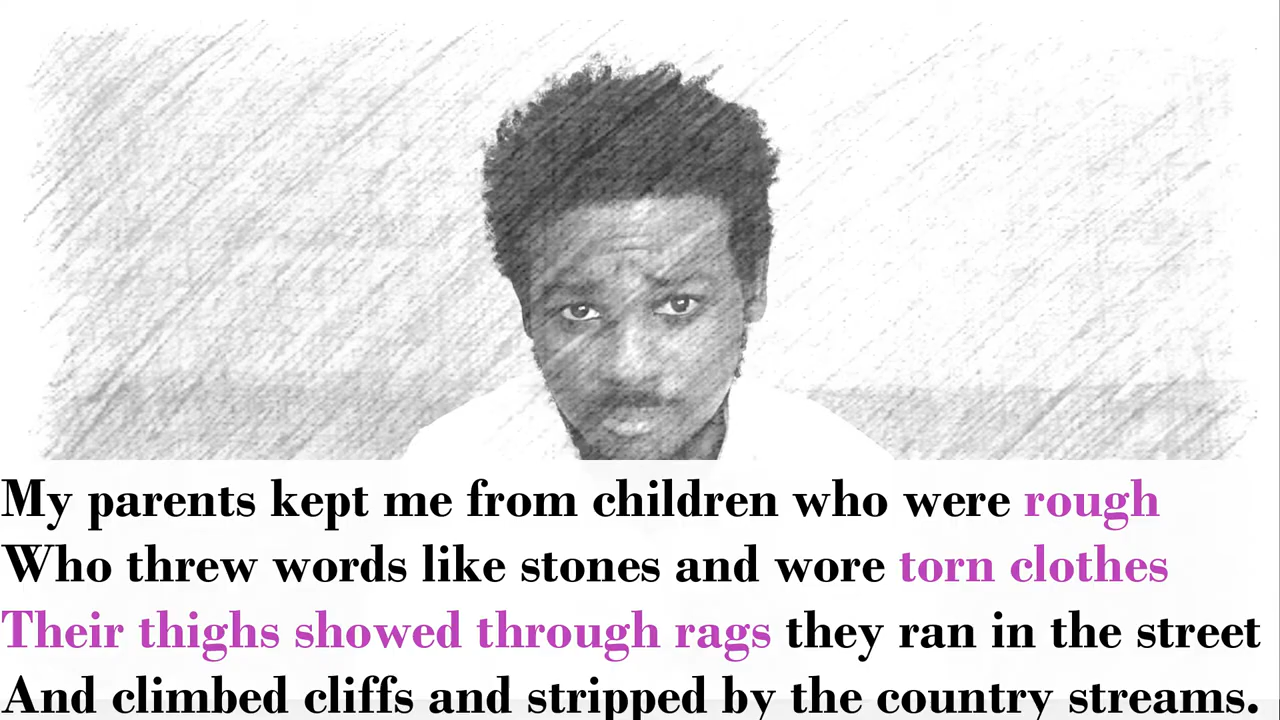 My parents kept me from children who were rough
Who threw words like stones and wore torn clothes
Their thighs showed through rags they ran in the street
And climbed cliffs and stripped by the country streams.